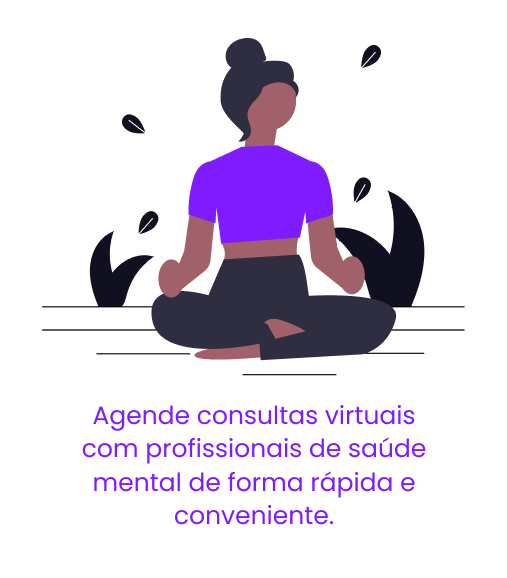 Agende consultas virtuais
com profissionais de saúde
mental de forma rápida e
conveniente.